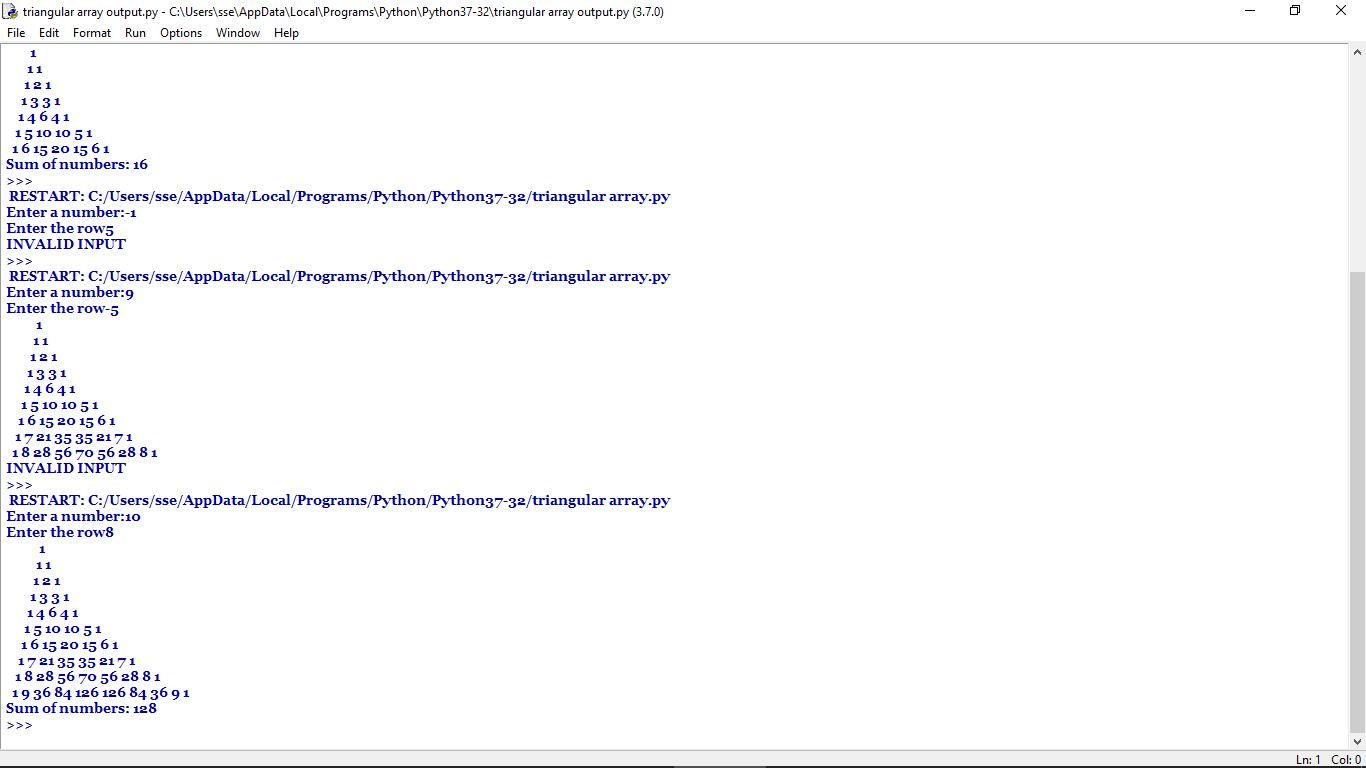 triangular array output.py - C:\Users\sse\AppData\Local\Programs\Python\Python37-32\triangular array output.py (3.7.0)
File Edit Format Run Options Window Help
1
1 1
1 2 1
1 3 3 1
1 4 6 4 1
1 5 10 10 5 1
1 6 15 20 15 6 1
Sum of numbers: 16
>>>
RESTART: C:/Users/sse/AppData/Local/Programs/Python/Python37-32/triangular array.py
Enter a number:-1
Enter the row5
INVALID INPUT
>>>
RESTART: C:/Users/sse/AppData/Local/Programs/Python/Python37-32/triangular array.py
Enter a number:9
Enter the row-5
1
1 1
1 2 1
1 3 3 1
1 4 6 4 1
1 5 10 10 5 1
1 6 15 20 15 6 1
1 7 21 35 35 21 7 1
1 8 28 56 70 56 28 8 1
INVALID INPUT
>>>
RESTART: C:/Users/sse/AppData/Local/Programs/Python/Python37-32/triangular array.py
Enter a number:10
Enter the row8
1
1 1
1 2 1
1 3 3 1
1 4 6 4 1
1 5 10 10 5 1
1 6 15 20 15 6 1
1 7 21 35 35 21 7 1
1 8 28 56 70 56 28 8 1
1 9 36 84 126 126 84 36 9 1
Sum of numbers: 128
>>>
Ln: 1 Col: 0